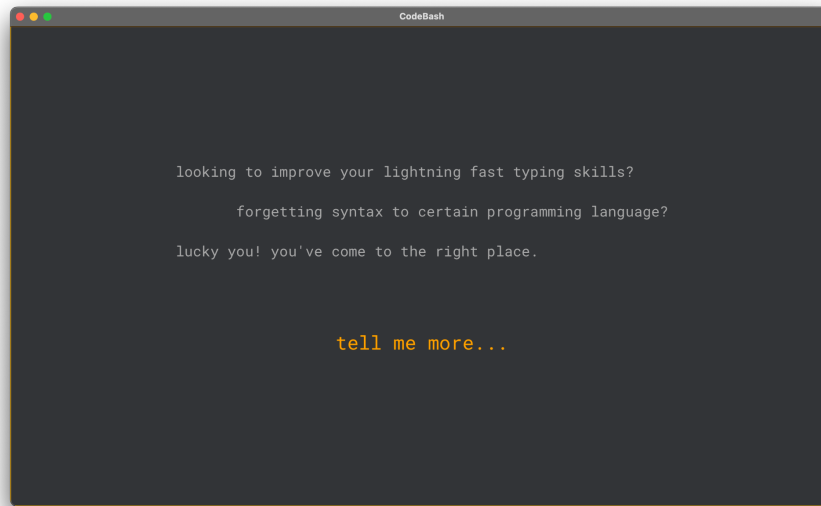 CodeBash
looking to improve your lightning fast typing skills?
forgetting syntax to certain programming language?
lucky you! you've come to the right place.
tell me more...